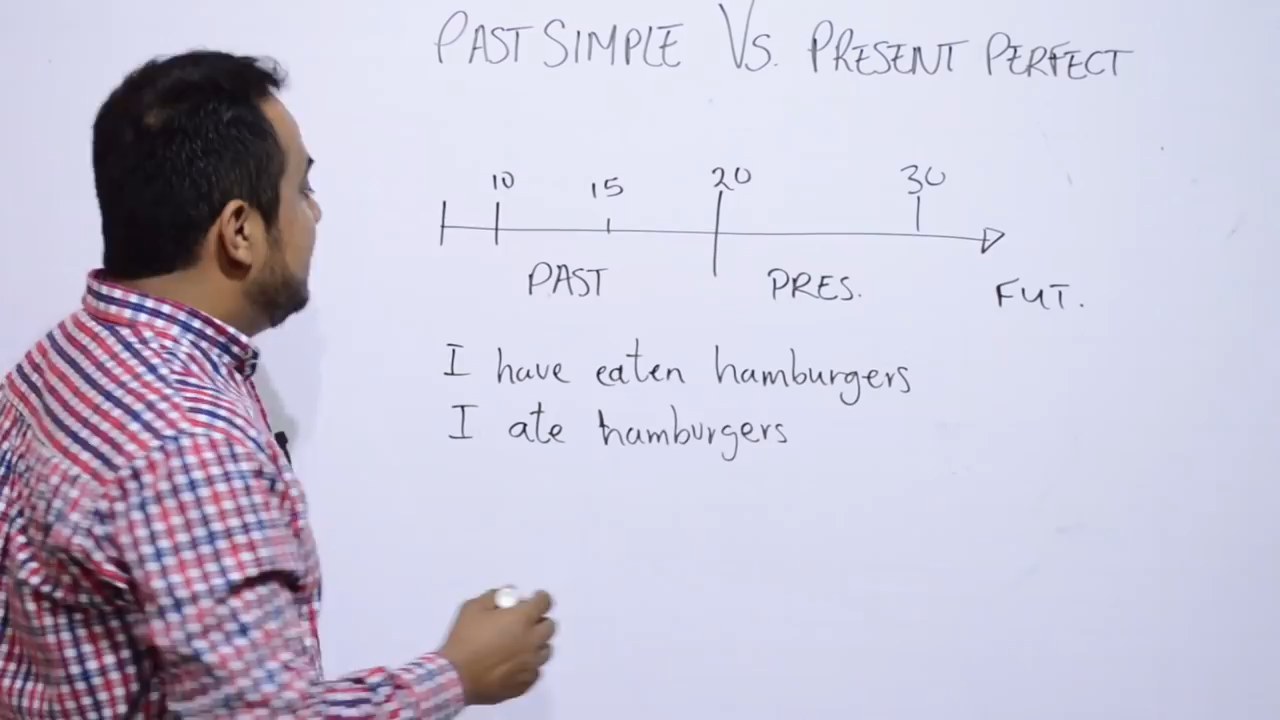 PAST SIMPLE VS. PRESENT PERFECT
10 15 20 30
PAST PRES. FUT.
I have eaten hamburgers
I ate hamburgers